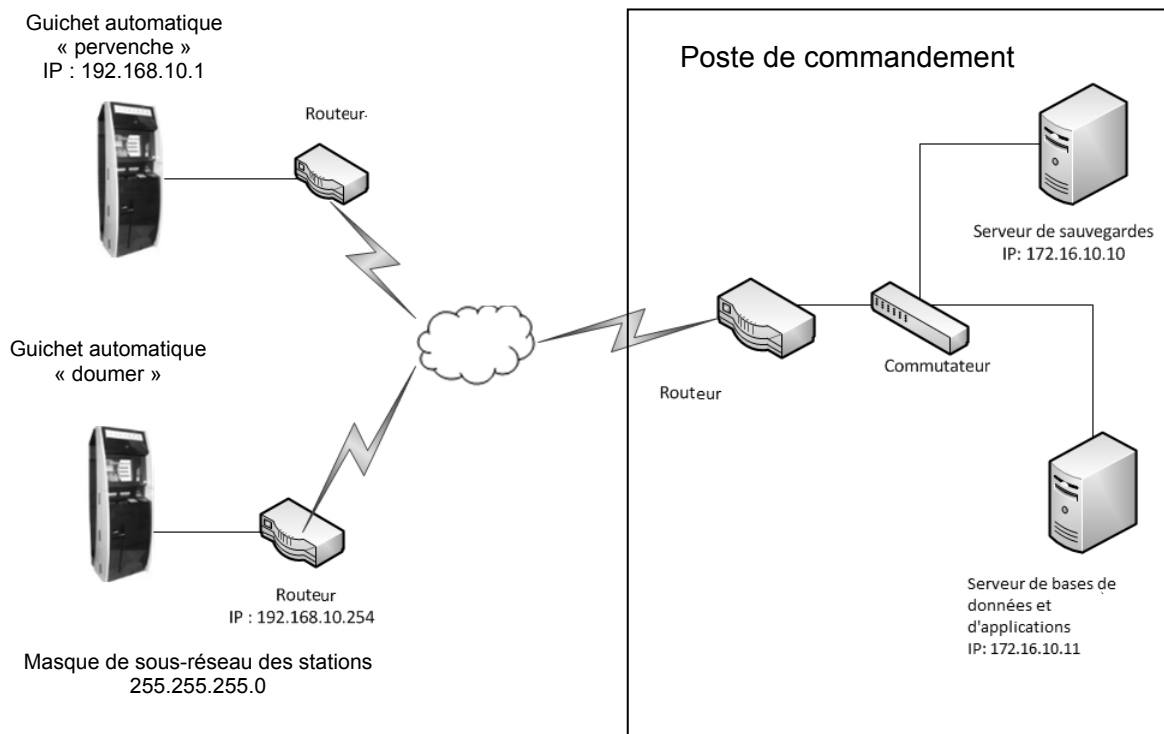 Guichet automatique
« pervenche »
IP : 192.168.10.1
Routeur
Guichet automatique
« doumer »
Routeur
IP : 192.168.10.254
Masque de sous-réseau des stations
255.255.255.0
Poste de commandement
Serveur de sauvegardes
IP: 172.16.10.10
Commutateur
Routeur
Serveur de bases de
données et
d'applications
IP: 172.16.10.11